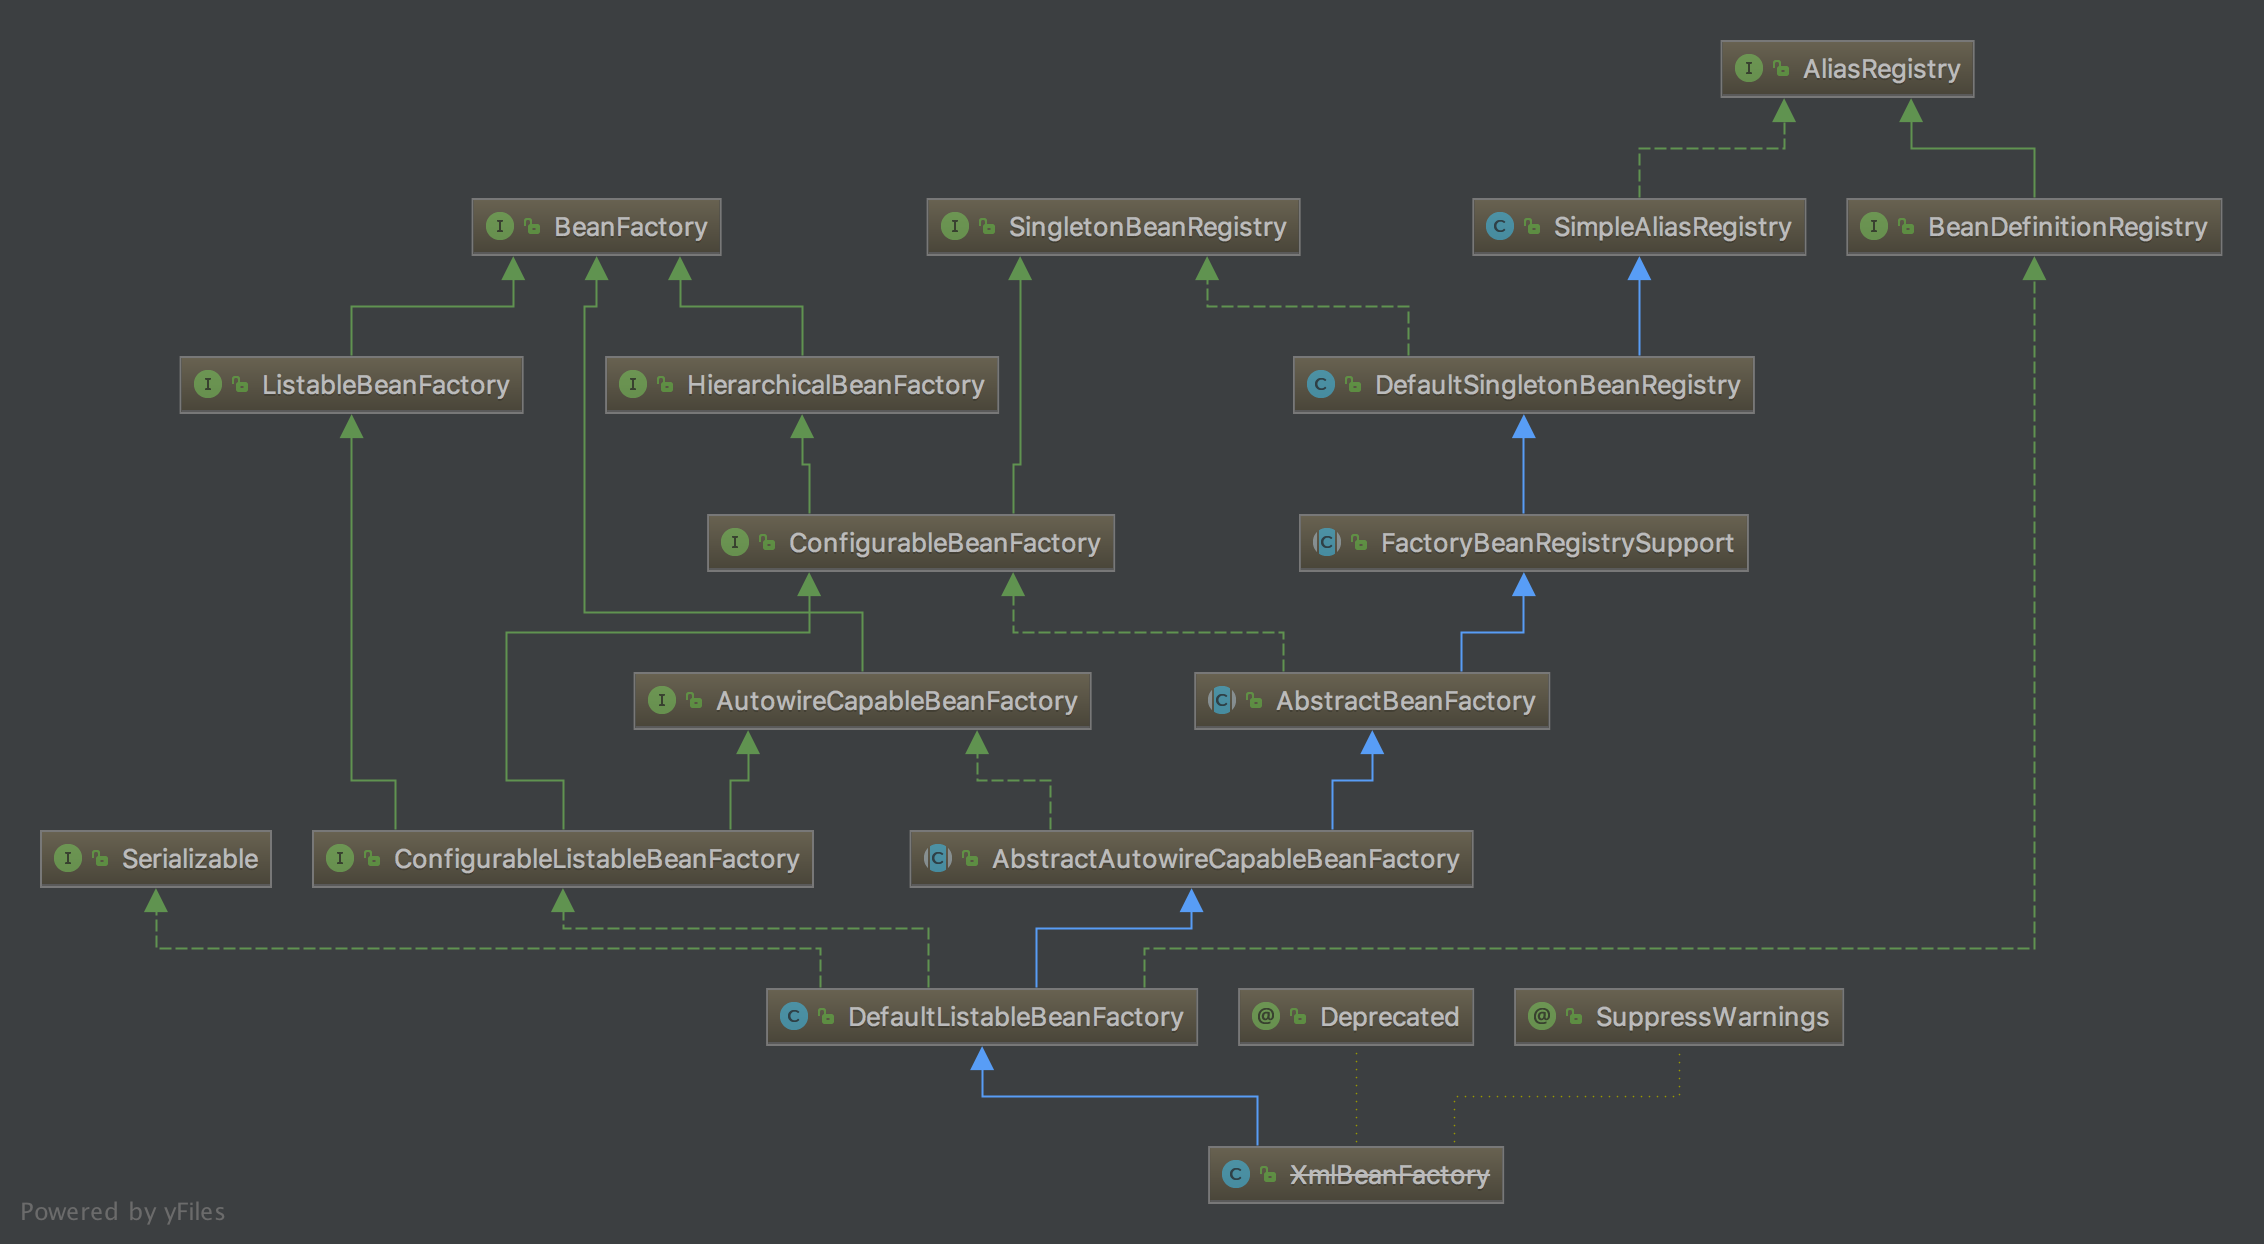 AliasRegistry
BeanFactory
SingletonBeanRegistry
SimpleAliasRegistry
BeanDefinitionRegistry
ListableBeanFactory
HierarchicalBeanFactory
DefaultSingletonBeanRegistry
ConfigurableBeanFactory
FactoryBeanRegistrySupport
AutowireCapableBeanFactory
AbstractBeanFactory
Serializable
ConfigurableListableBeanFactory
AbstractAutowireCapableBeanFactory
DefaultListableBeanFactory
Deprecated
SuppressWarnings
XmlBeanFactory
Powered by yFiles